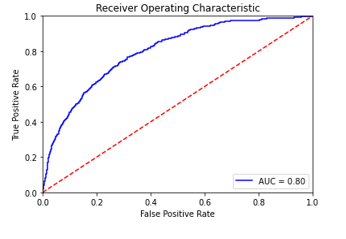 Receiver Operating Characteristic
1.0
0.8
0.6
0.4
0.2
0.0
True Positive Rate
AUC = 0.80
0.0 0.2 0.4 0.6 0.8 1.0
False Positive Rate